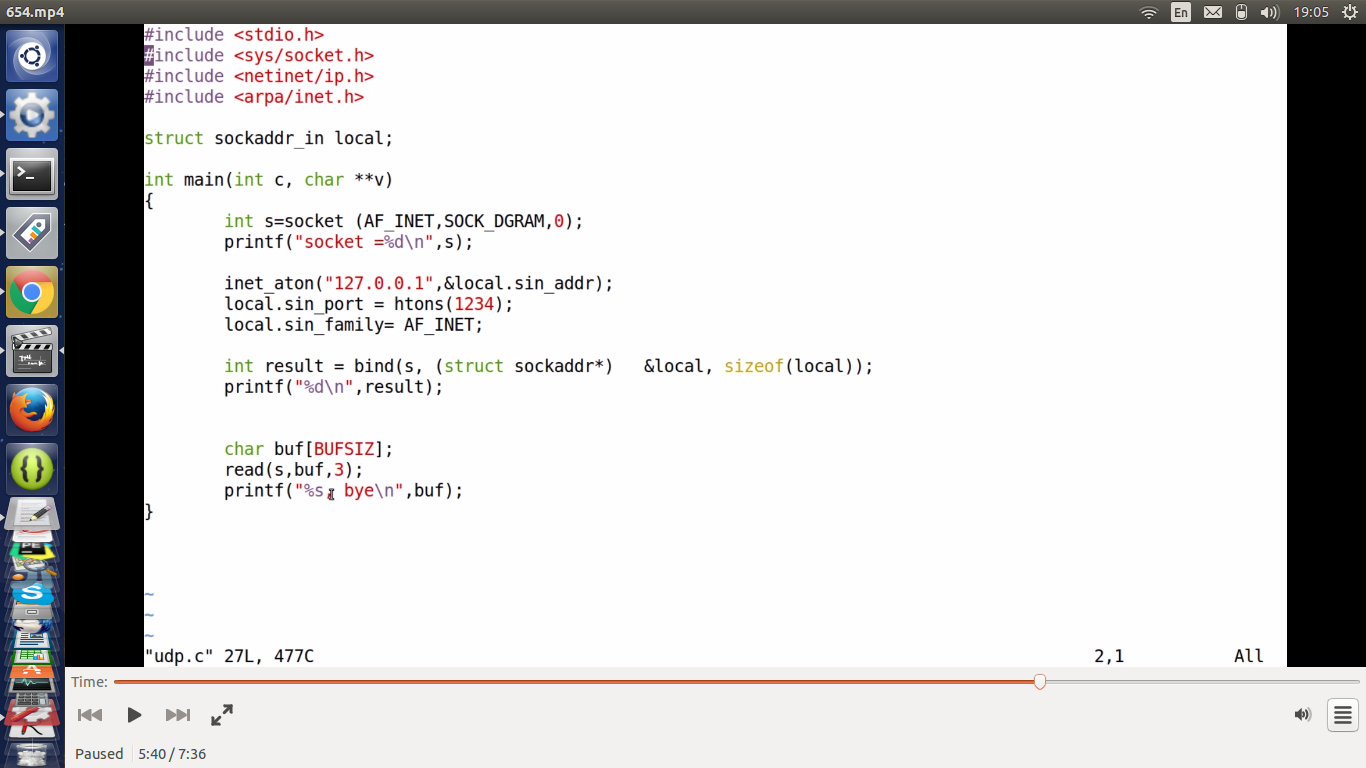 654.mp4
En
19:05
#include <stdio.h>
#include <sys/socket.h>
#include <netinet/ip.h>
#include <arpa/inet.h>
struct sockaddr_in local;
int main(int c, char **v)
{
int s=socket (AF_INET,SOCK_DGRAM,0);
printf("socket =%d\n",s);
inet_aton("127.0.0.1",&local.sin_addr);
local.sin_port = htons(1234);
local.sin_family= AF_INET;
int result = bind(s, (struct sockaddr*)   &local, sizeof(local));
printf("%d\n",result);
char buf[BUFSIZ];
read(s,buf,3);
printf("%s, bye\n",buf);
}
~
~
~
"udp.c" 27L, 477C
2,1
All
Time:
Paused
5:40 / 7:36